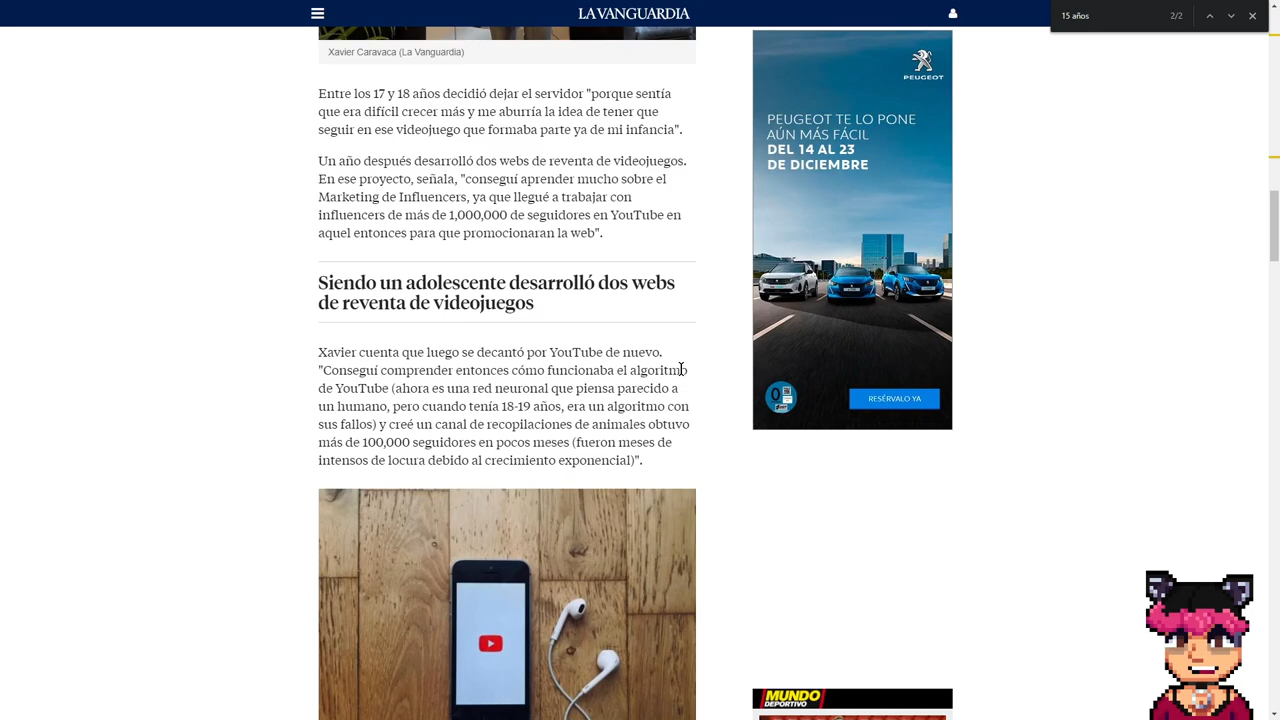 LA VANGUARDIA
15 años
2/2
Xavier Caravaca (La Vanguardia)
Entre los 17 y 18 años decidió dejar el servidor "porque sentía
que era difícil crecer más y me aburría la idea de tener que
seguir en ese videojuego que formaba parte ya de mi infancia".
Un año después desarrolló dos webs de reventa de videojuegos.
En ese proyecto, señala, "conseguí aprender mucho sobre el
Marketing de Influencers, ya que llegué a trabajar con
influencers de más de 1,000,000 de seguidores en YouTube en
aquel entonces para que promocionaran la web".
Siendo un adolescente desarrolló dos webs
de reventa de videojuegos
Xavier cuenta que luego se decantó por YouTube de nuevo.
"Conseguí comprender entonces cómo funcionaba el algoritmo
de YouTube (ahora es una red neuronal que piensa parecido a
un humano, pero cuando tenía 18-19 años, era un algoritmo con
sus fallos) y creé un canal de recopilaciones de animales obtuvo
más de 100,000 seguidores en pocos meses (fueron meses de
intensos de locura debido al crecimiento exponencial)".
PEUGEOT
PEUGEOT TE LO PONE
AÚN MÁS FÁCIL
DEL 14 AL 23
DE DICIEMBRE
RESÉRVALO YA
MUNDO
DEPORTIVO